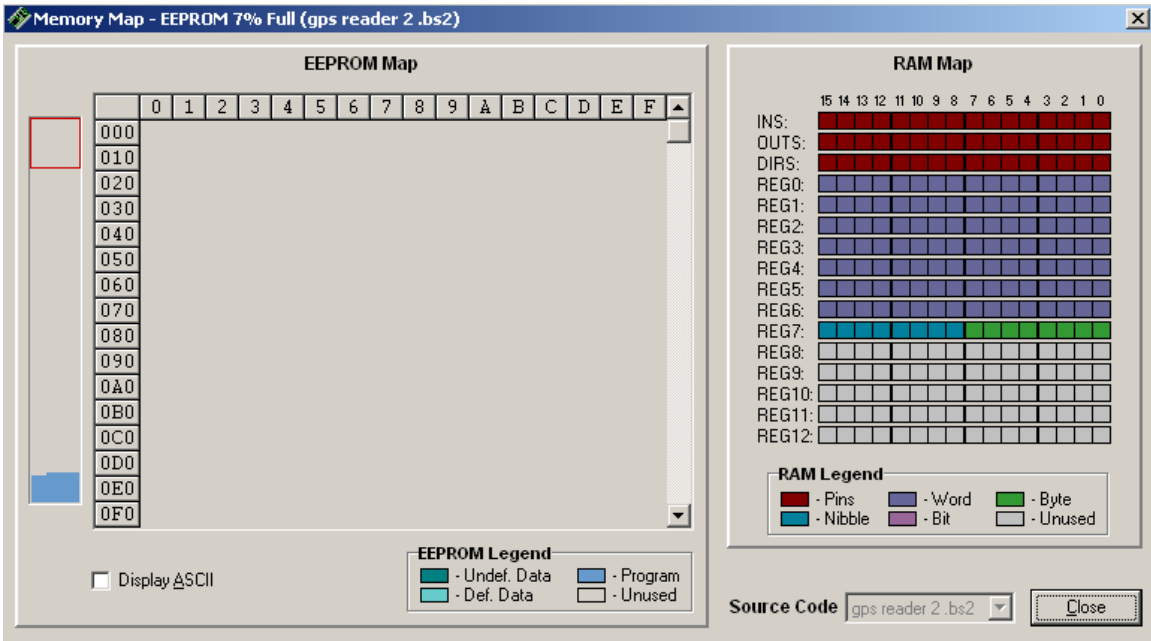 Memory Map - EEPROM 7% Full (gps reader 2 .bs2)
EEPROM Map
0 1 2 3 4 5 6 7 8 9 A B C D E F
000
010
020
030
040
050
060
070
080
090
0A0
0B0
0C0
0D0
0E0
0F0
Display ASCII
EEPROM Legend
- Undef. Data - Program
- Def. Data - Unused
RAM Map
15 14 13 12 11 10 9 8 7 6 5 4 3 2 1 0
INS:
OUTS:
DIRS:
REG0:
REG1:
REG2:
REG3:
REG4:
REG5:
REG6:
REG7:
REG8:
REG9:
REG10:
REG11:
REG12:
RAM Legend
- Pins - Word - Byte
- Nibble - Bit - Unused
Source Code gps reader 2 .bs2 Close